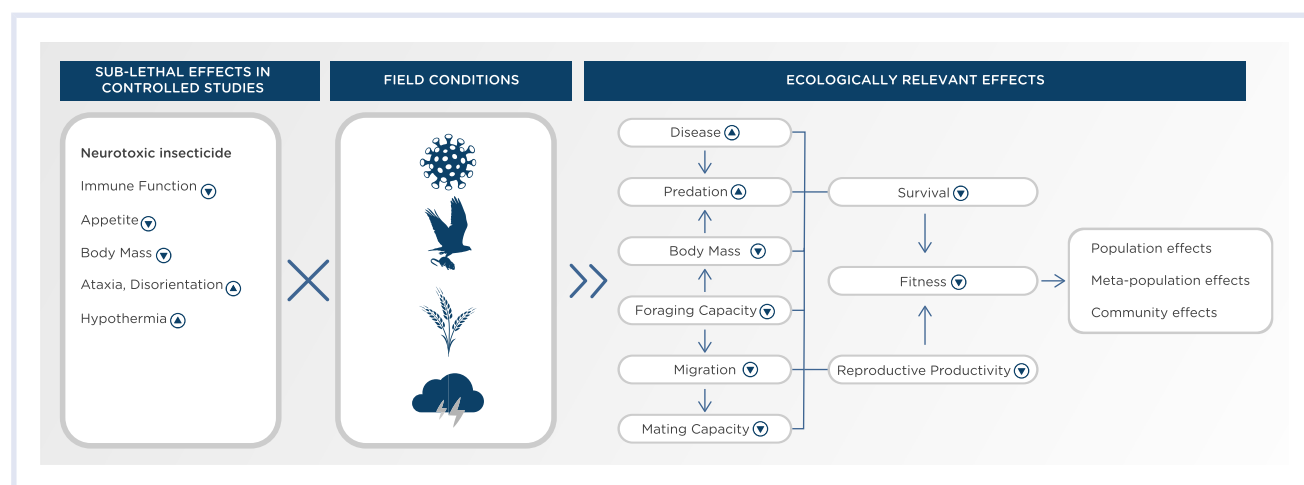 SUB-LETHAL EFFECTS IN
CONTROLLED STUDIES
FIELD CONDITIONS
ECOLOGICALLY RELEVANT EFFECTS
Neurotoxic insecticide
Immune Function
Appetite
Body Mass
Ataxia, Disorientation
Hypothermia
Disease
Predation
Body Mass
Foraging Capacity
Migration
Mating Capacity
Survival
Fitness
Reproductive Productivity
Population effects
Meta-population effects
Community effects